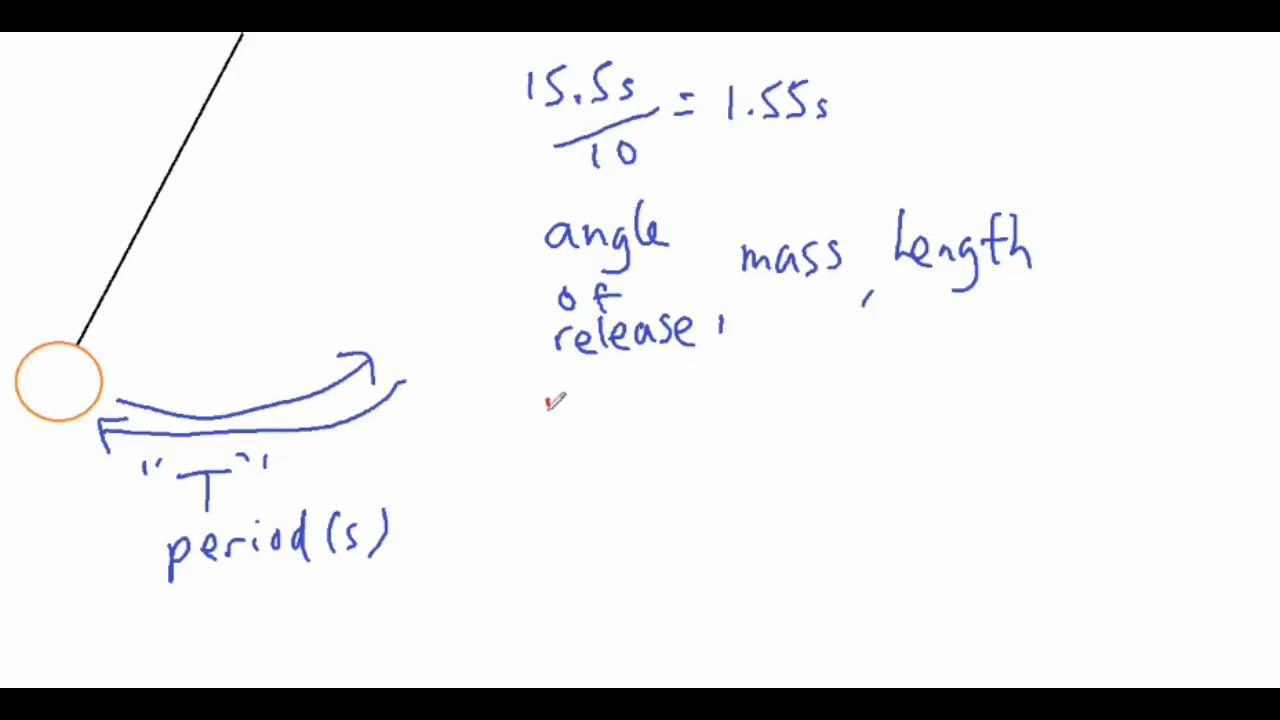 15.5s
10
= 1.55s
angle
of
release, mass, Length
"T"
period(s)